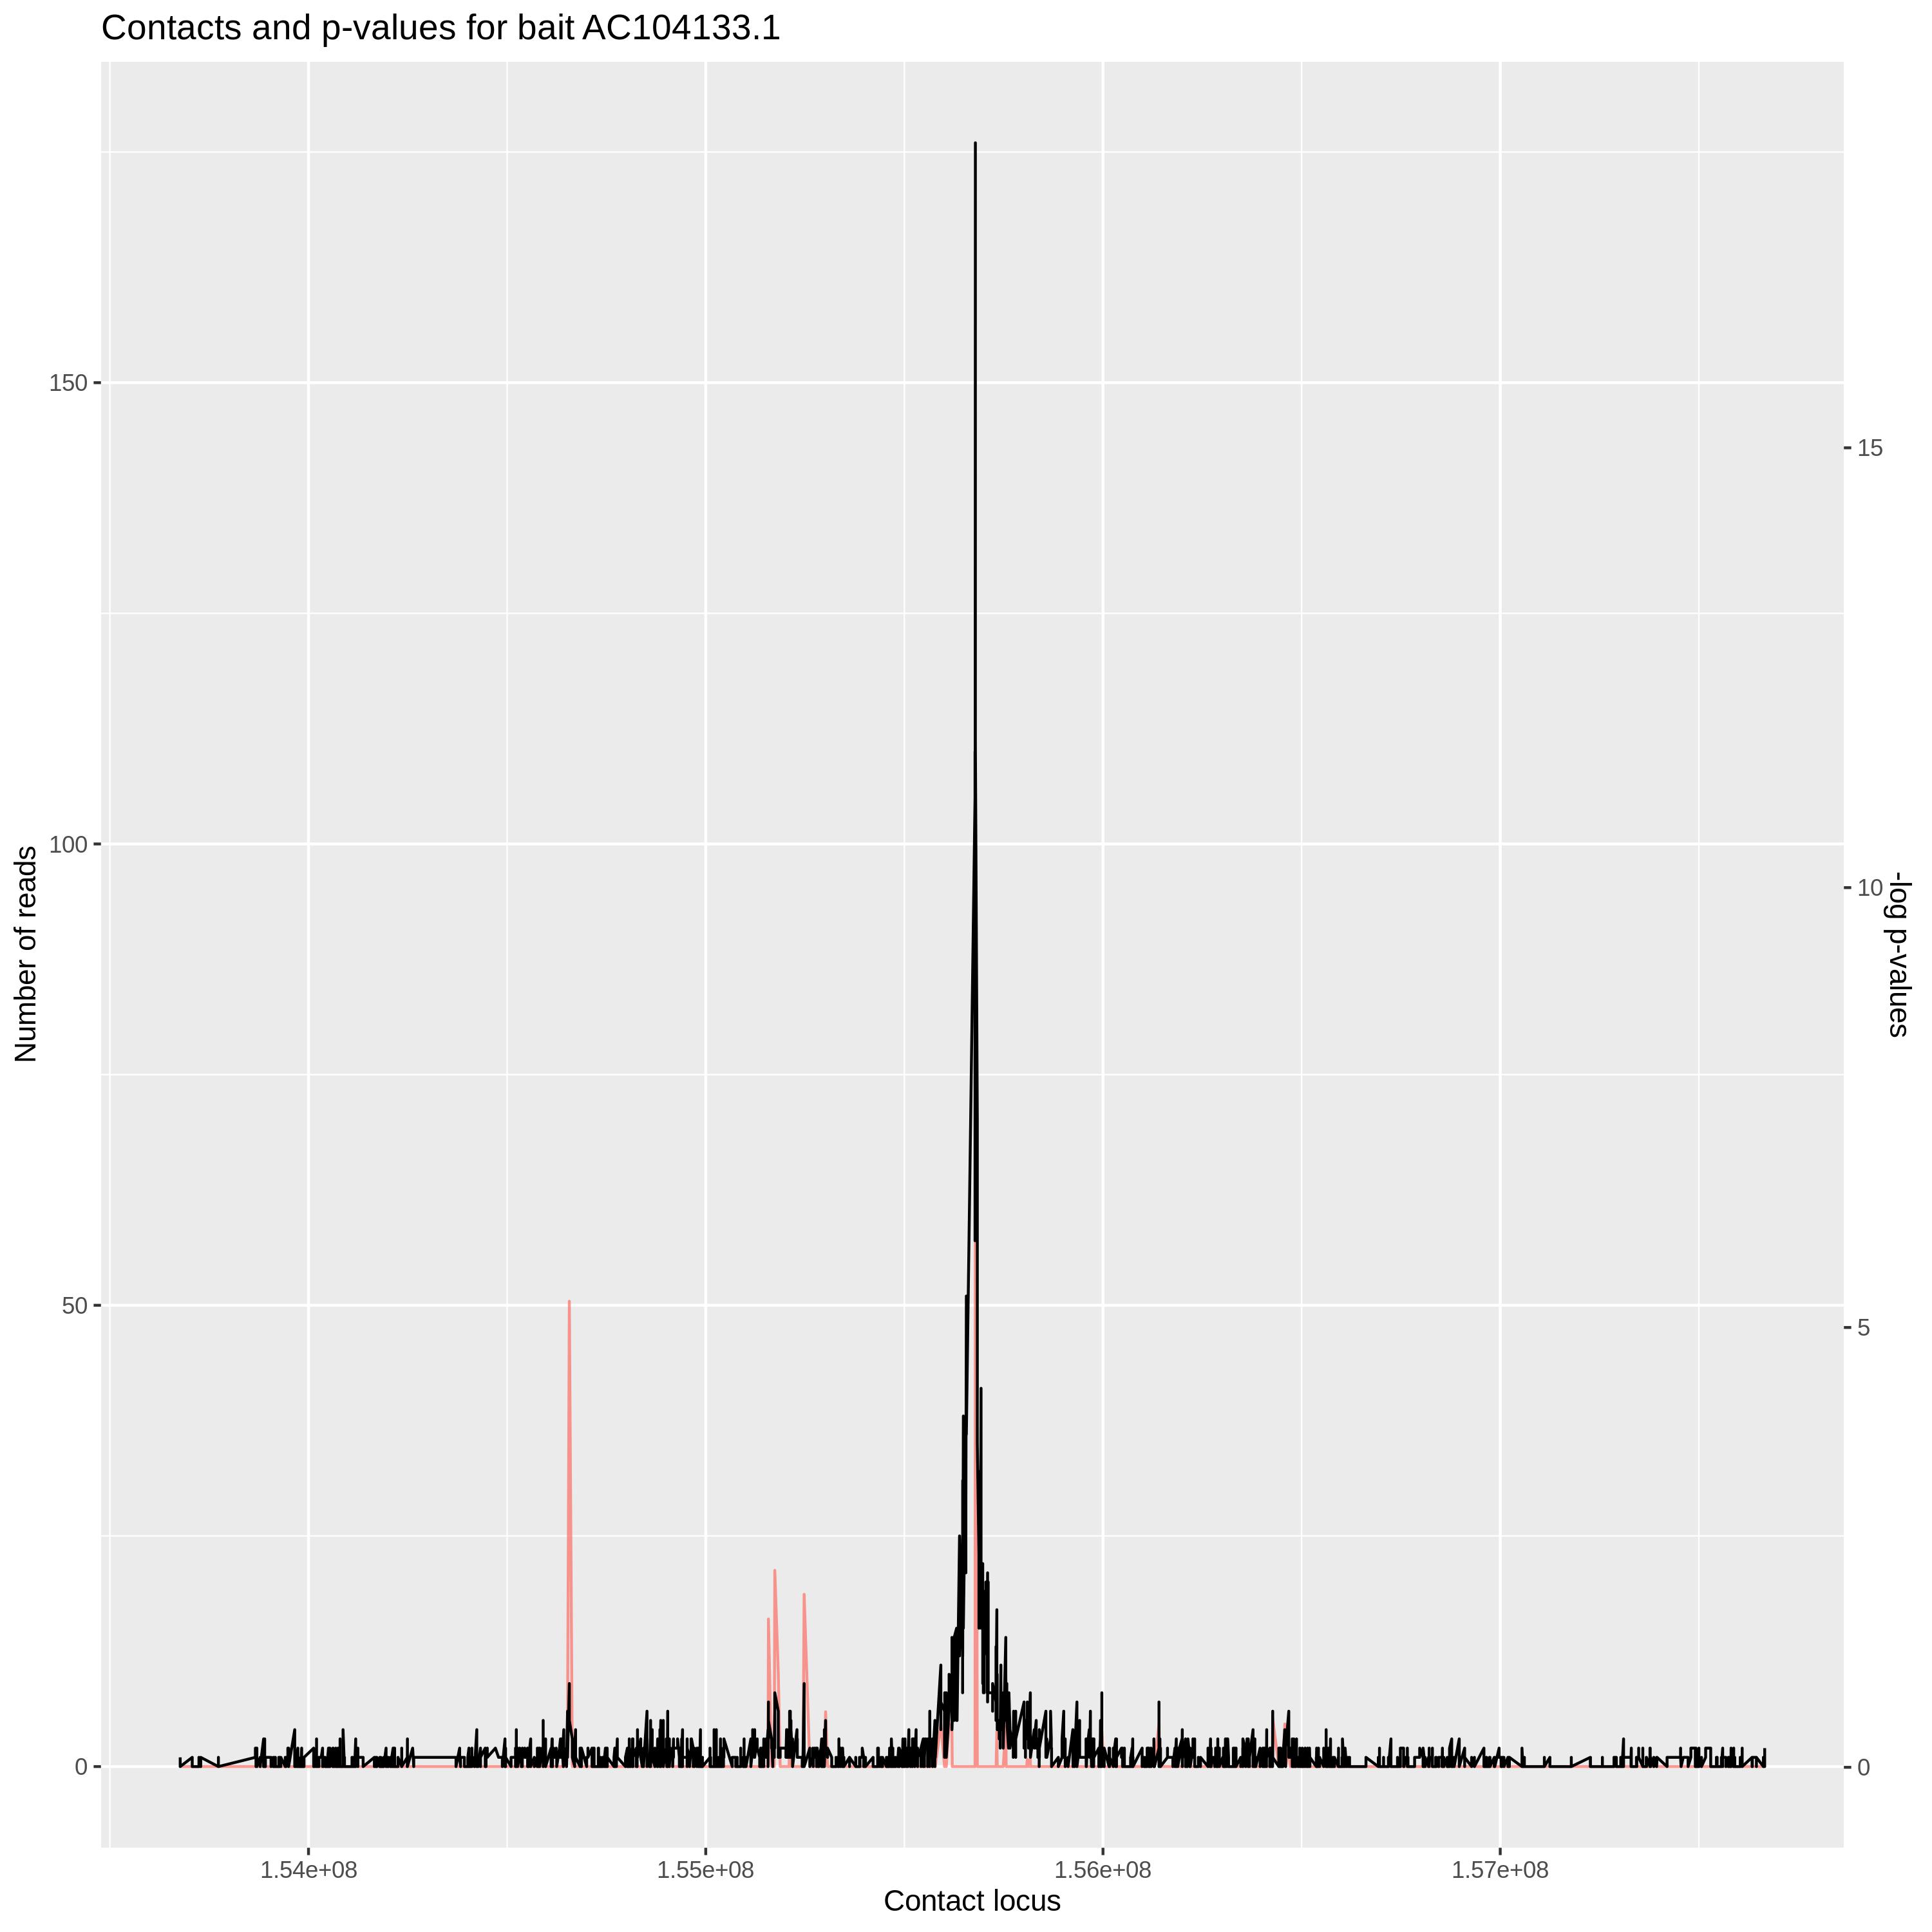 Contacts and p-values for bait AC104133.1
Number of reads
150
100
50
0
15
10
5
0
-log p-values
1.54e+08
1.55e+08
1.56e+08
1.57e+08
Contact locus